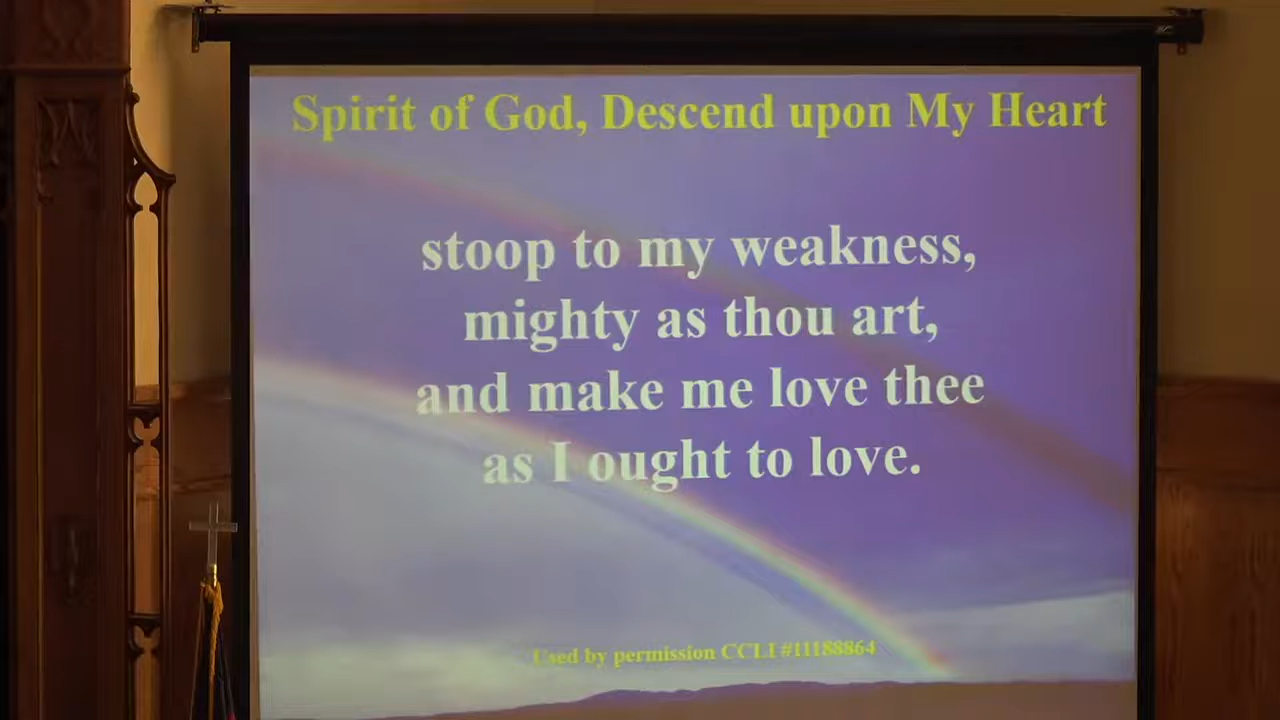 Spirit of God, Descend upon My Heart
stoop to my weakness,
mighty as thou art,
and make me love thee
as I ought to love.
Used by permission CCLI #11188864